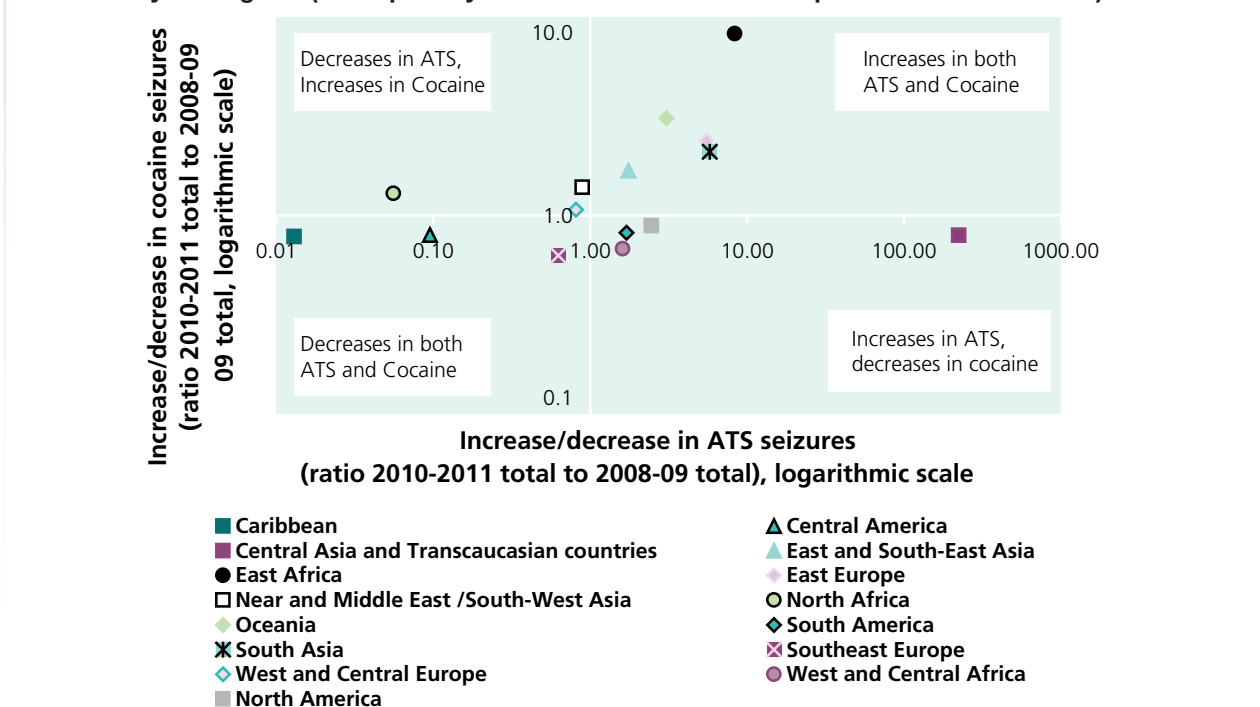 Increase/decrease in cocaine seizures
(ratio 2010-2011 total to 2008-09
09 total, logarithmic scale)
10.0
Decreases in ATS,
Increases in Cocaine
Increases in both
ATS and Cocaine
1.0
0.01
0.10
1.00
10.00
100.00
1000.00
Decreases in both
ATS and Cocaine
Increases in ATS,
decreases in cocaine
0.1
Increase/decrease in ATS seizures
(ratio 2010-2011 total to 2008-09 total), logarithmic scale
Caribbean
Central Asia and Transcaucasian countries
East Africa
Near and Middle East /South-West Asia
Oceania
South Asia
West and Central Europe
North America
Central America
East and South-East Asia
East Europe
North Africa
South America
Southeast Europe
West and Central Africa